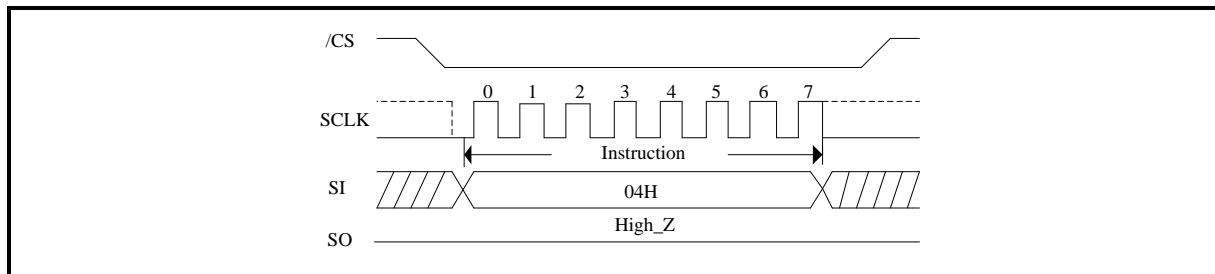 /CS
0 1 2 3 4 5 6 7
SCLK
Instruction
SI
04H
High_Z
SO